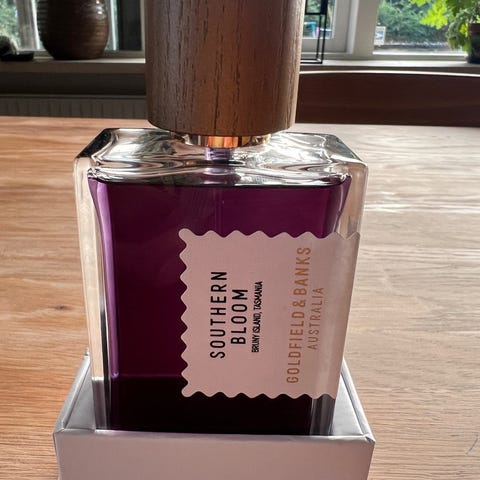 SOUTHERN
BLOOM
BRUNY ISLAND, TASMANIA
GOLDFIELD & BANKS
AUSTRALIA